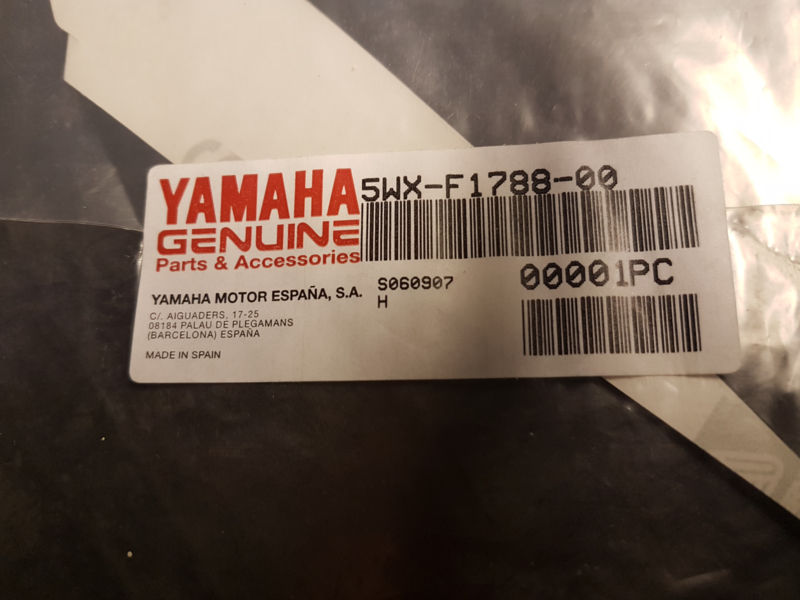 YAMAHA
GENUINE
Parts & Accessories
5WX-F1788-00
YAMAHA MOTOR ESPAÑA, S.A.
C/. AIGUADERS, 17-25
08184 PALAU DE PLEGAMANS
(BARCELONA) ESPAÑA
MADE IN SPAIN
S060907
H
00001PC